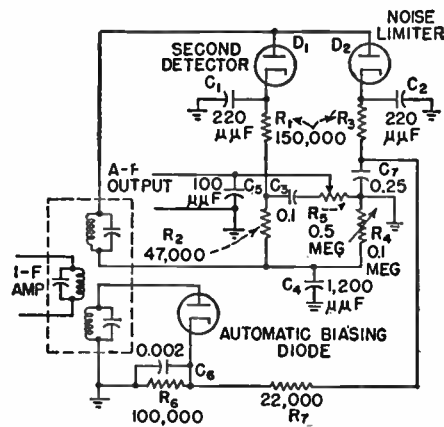 NOISE
LIMITER
D1
D2
SECOND
DETECTOR
C1
C2
220
μμF
R1
R3
150,000
220
μμF
A-F
OUTPUT
100
μμF
C5
C3
0.1
C7
0.25
R5
0.5
MEG
R4
0.1
MEG
R2
47,000
I-F
AMP
C4
1,200
μμF
AUTOMATIC BIASING
DIODE
0.002
C6
R6
100,000
22,000
R7